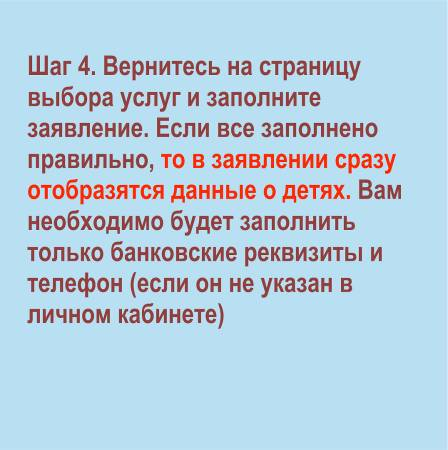 Шаг 4. Вернитесь на страницу
выбора услуг и заполните
заявление. Если все заполнено
правильно, то в заявлении сразу
отобразятся данные о детях. Вам
необходимо будет заполнить
только банковские реквизиты и
телефон (если он не указан в
личном кабинете)